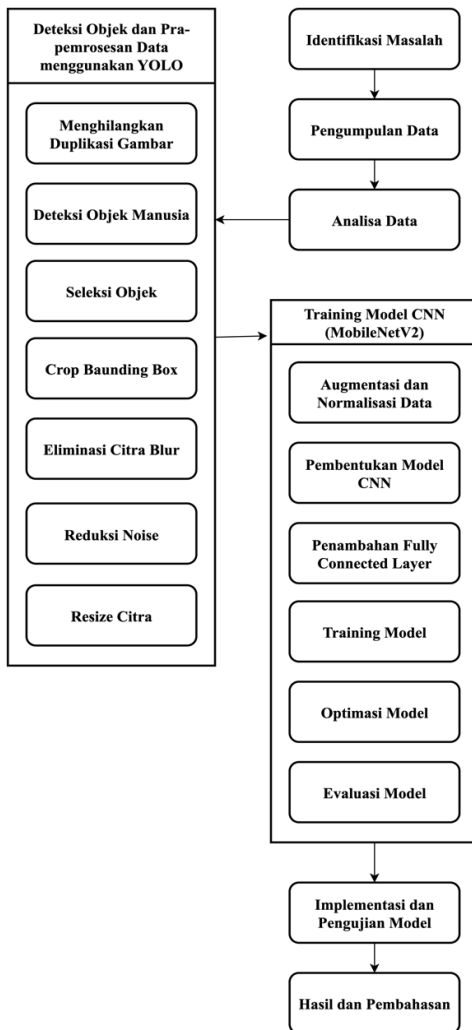 Identifikasi Masalah
Pengumpulan Data
Analisa Data
Deteksi Objek dan Pra-
pemrosesan Data
menggunakan YOLO
Menghilangkan
Duplikasi Gambar
Deteksi Objek Manusia
Seleksi Objek
Crop Baunding Box
Eliminasi Citra Blur
Reduksi Noise
Resize Citra
Training Model CNN
(MobileNetV2)
Augmentasi dan
Normalisasi Data
Pembentukan Model
CNN
Penambahan Fully
Connected Layer
Training Model
Optimasi Model
Evaluasi Model
Implementasi dan
Pengujian Model
Hasil dan Pembahasan